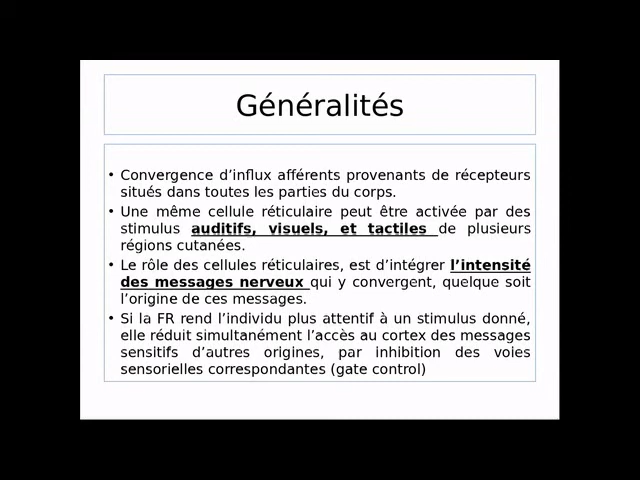 Généralités
• Convergence d’influx afférents provenants de récepteurs
situés dans toutes les parties du corps.
• Une même cellule réticulaire peut être activée par des
stimulus auditifs, visuels, et tactiles de plusieurs
régions cutanées.
• Le rôle des cellules réticulaires, est d’intégrer l’intensité
des messages nerveux qui y convergent, quelque soit
l’origine de ces messages.
• Si la FR rend l’individu plus attentif à un stimulus donné,
elle réduit simultanément l’accès au cortex des messages
sensitifs d’autres origines, par inhibition des voies
sensorielles correspondantes (gate control)